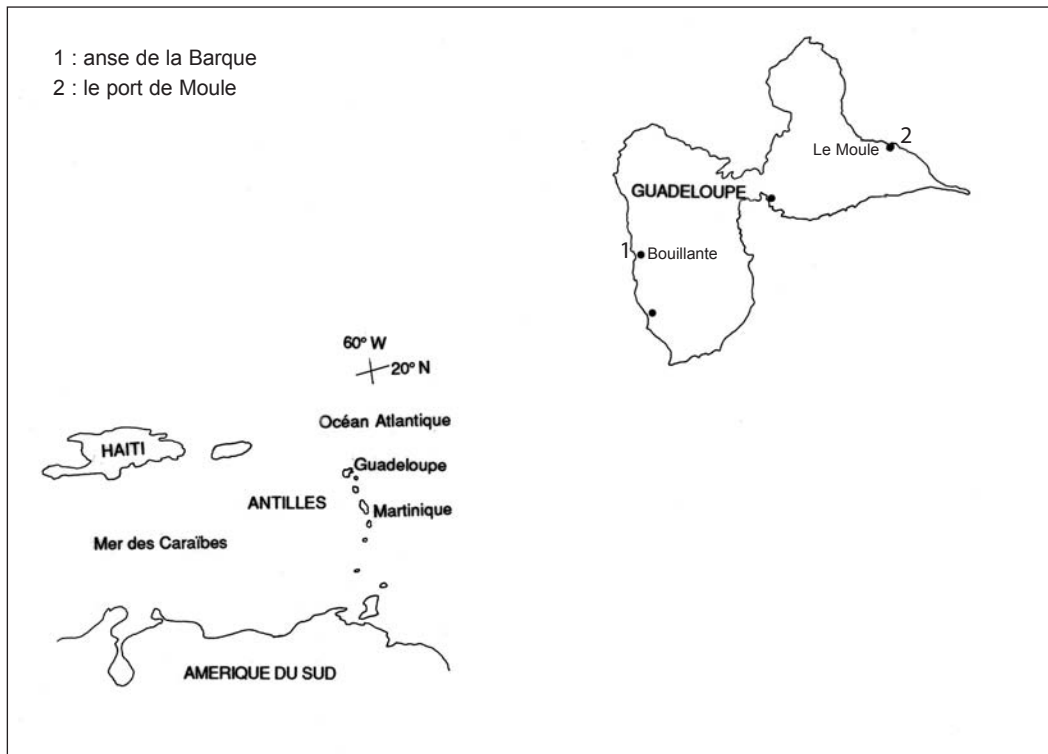 1 : anse de la Barque
2 : le port de Moule
2
Le Moule
GUADELOUPE
1
Bouillante
60° W
20° N
Océan Atlantique
HAITI
Guadeloupe
ANTILLES
Martinique
Mer des Caraïbes
AMÉRIQUE DU SUD